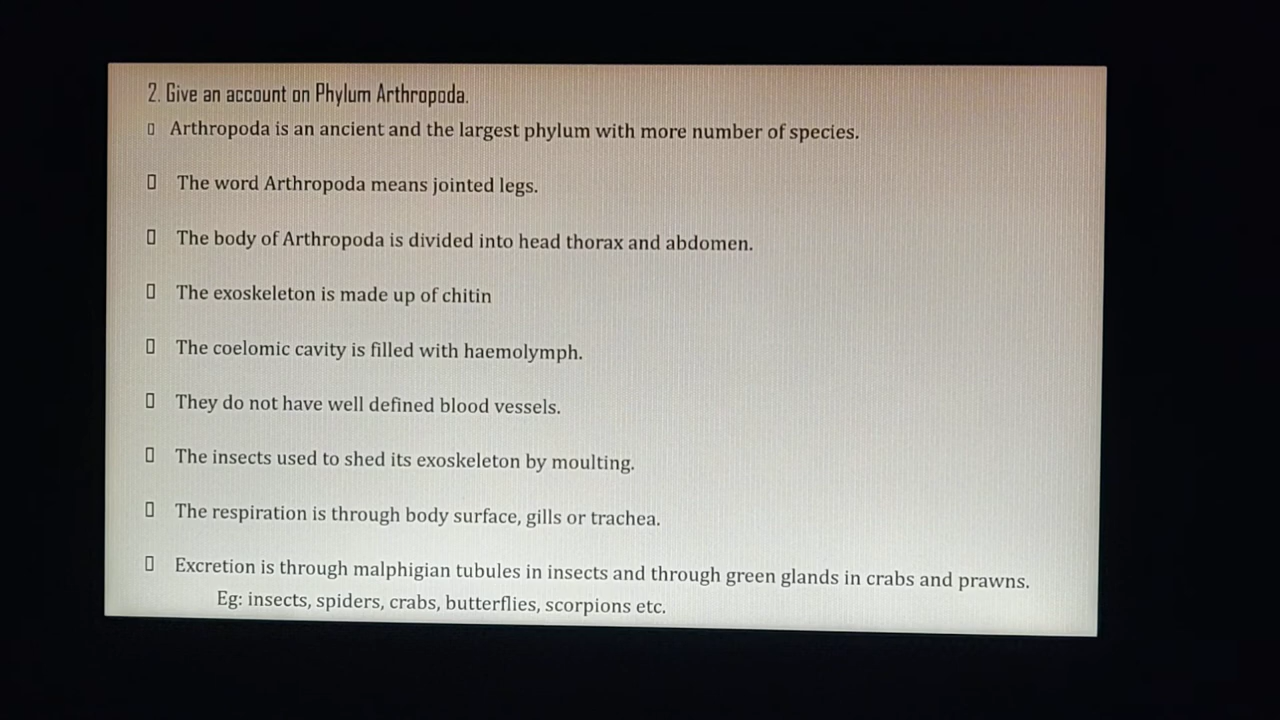 2. Give an account on Phylum Arthropoda.
▯ Arthropoda is an ancient and the largest phylum with more number of species.
▯ The word Arthropoda means jointed legs.
▯ The body of Arthropoda is divided into head thorax and abdomen.
▯ The exoskeleton is made up of chitin
▯ The coelomic cavity is filled with haemolymph.
▯ They do not have well defined blood vessels.
▯ The insects used to shed its exoskeleton by moulting.
▯ The respiration is through body surface, gills or trachea.
▯ Excretion is through malphigian tubules in insects and through green glands in crabs and prawns.
Eg: insects, spiders, crabs, butterflies, scorpions etc.